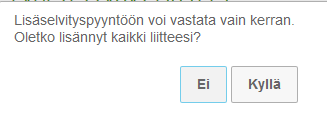 Lisäselvityspyyntöön voi vastata vain kerran.
Oletko lisännyt kaikki liitteesi?
Ei Kyllä